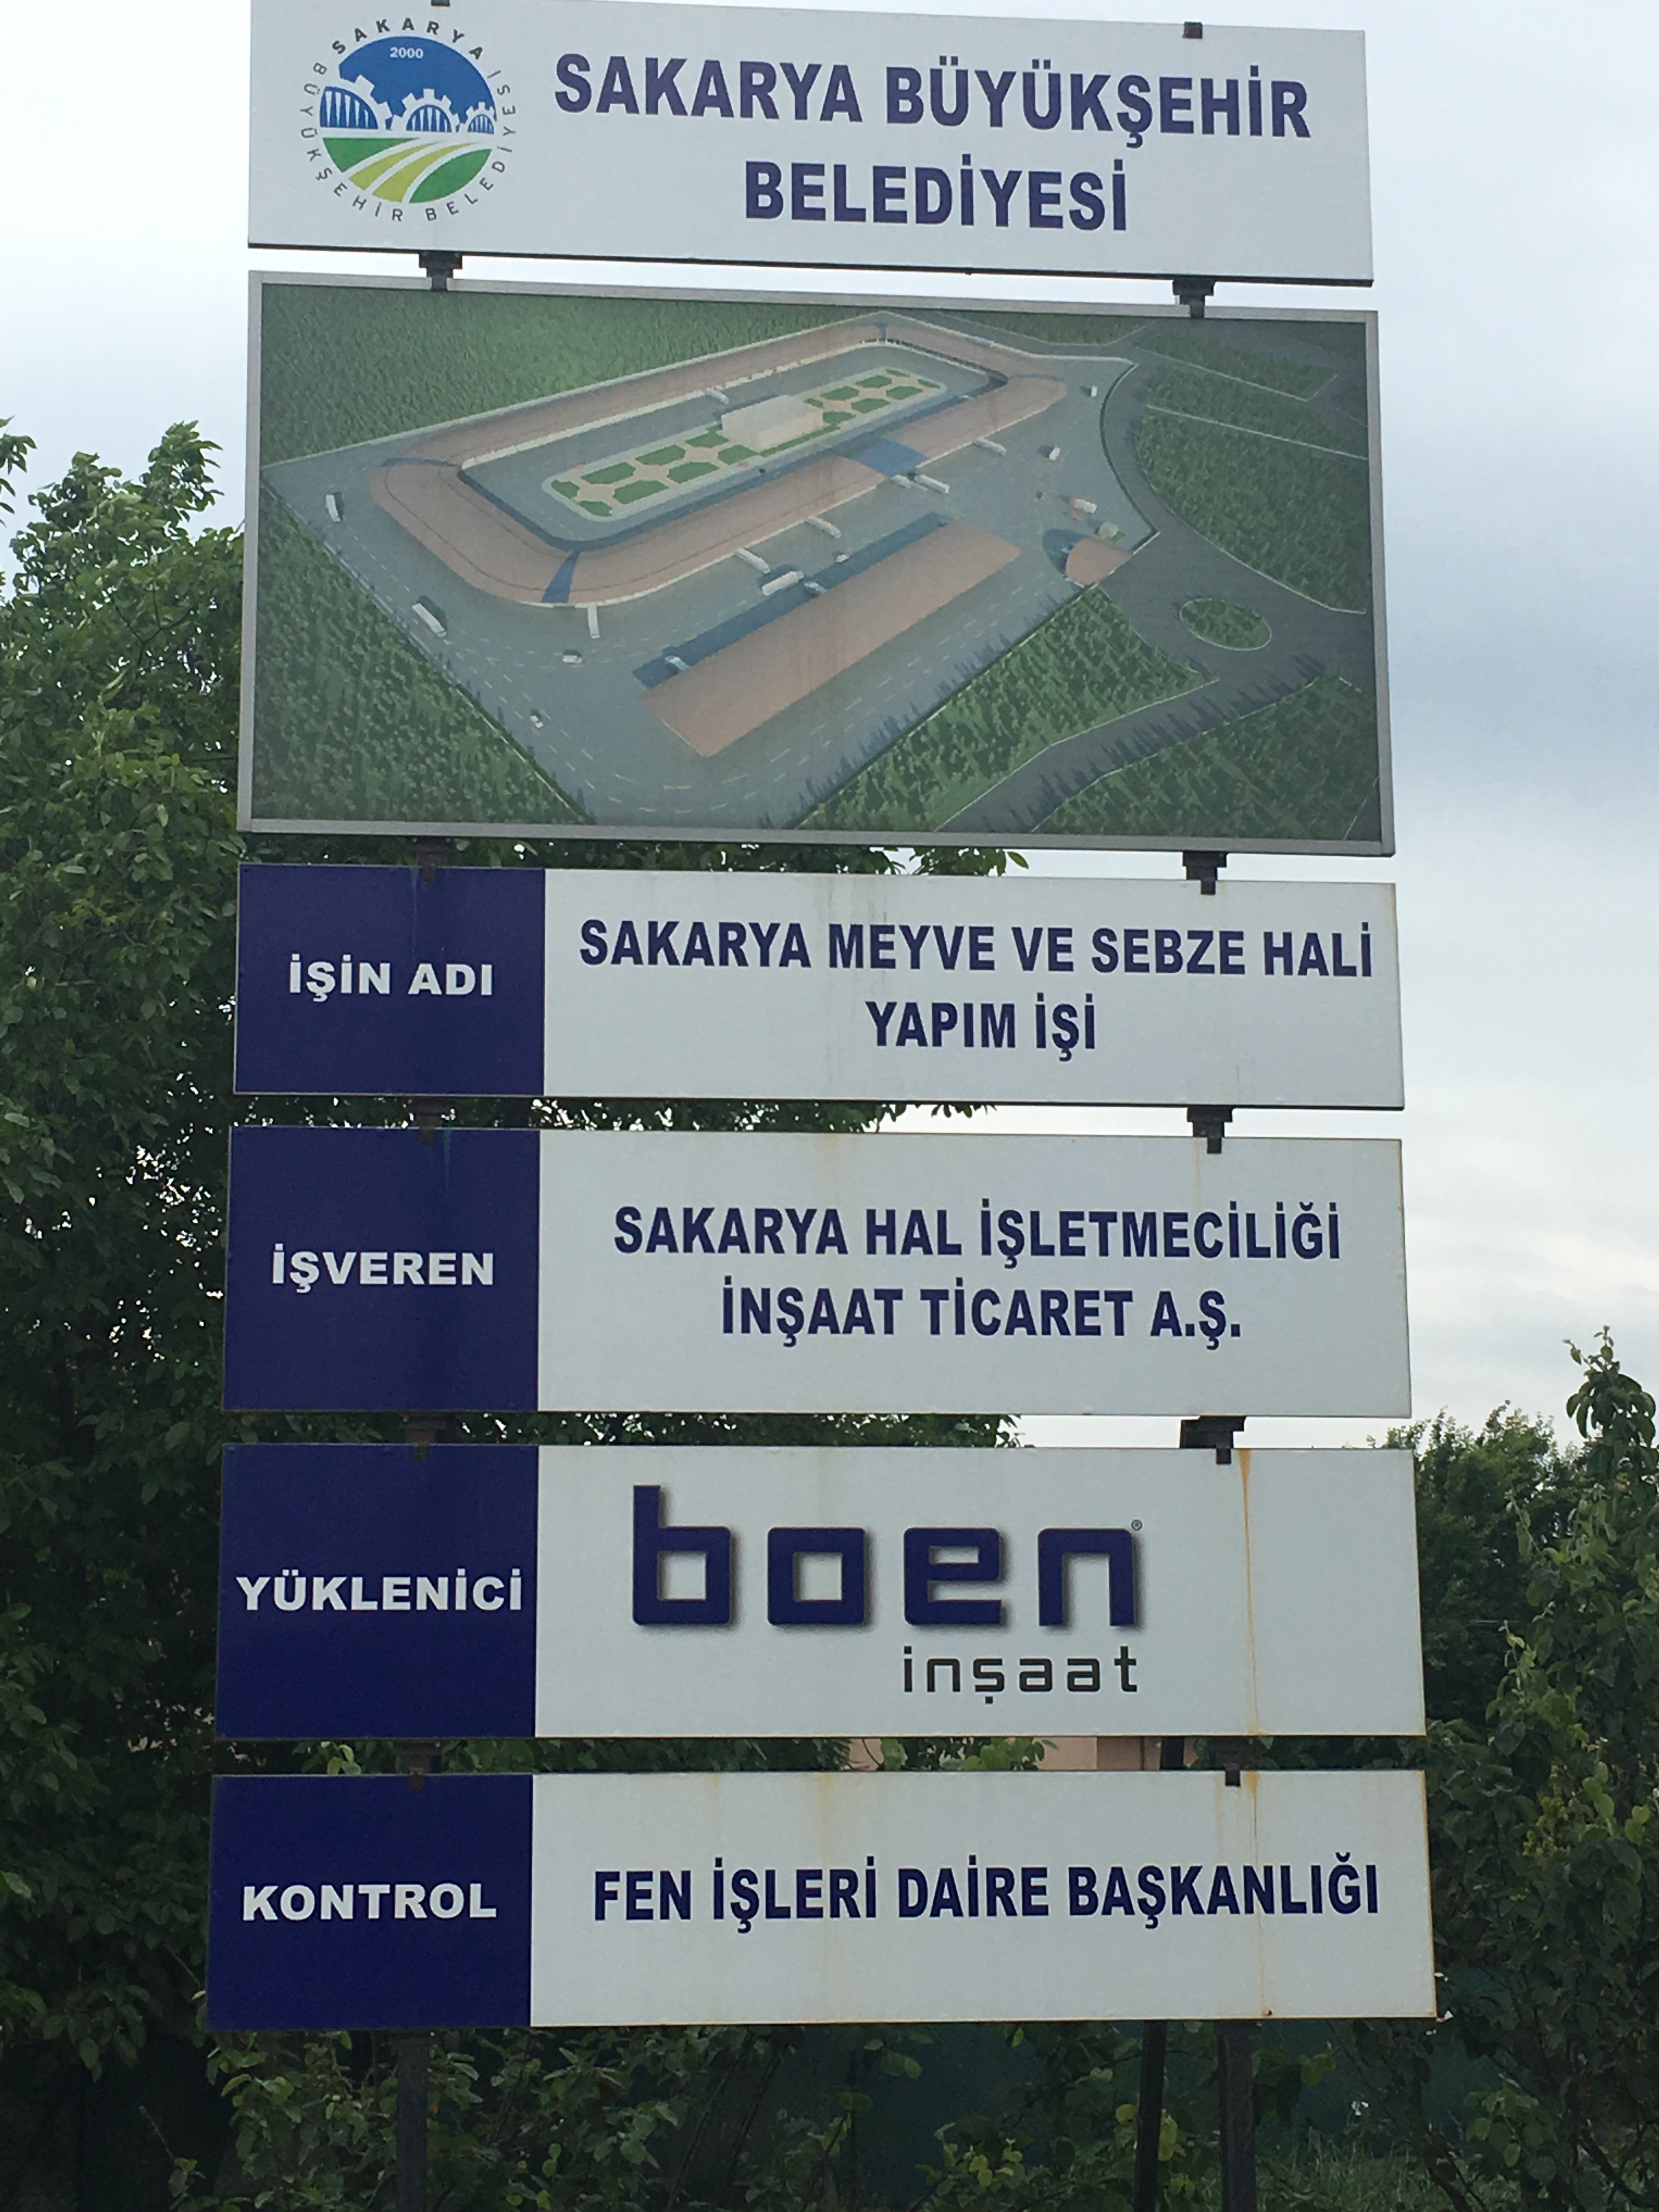 SAKARYA BÜYÜKŞEHİR BELEDİYESİ
2000
SAKARYA BÜYÜKŞEHİR
BELEDİYESİ
İŞİN ADI
SAKARYA MEYVE VE SEBZE HALİ
YAPIM İŞİ
İŞVEREN
SAKARYA HAL İŞLETMECİLİĞİ
İNŞAAT TİCARET A.Ş.
YÜKLENİCİ
boen®
inşaat
KONTROL
FEN İŞLERİ DAİRE BAŞKANLIĞI